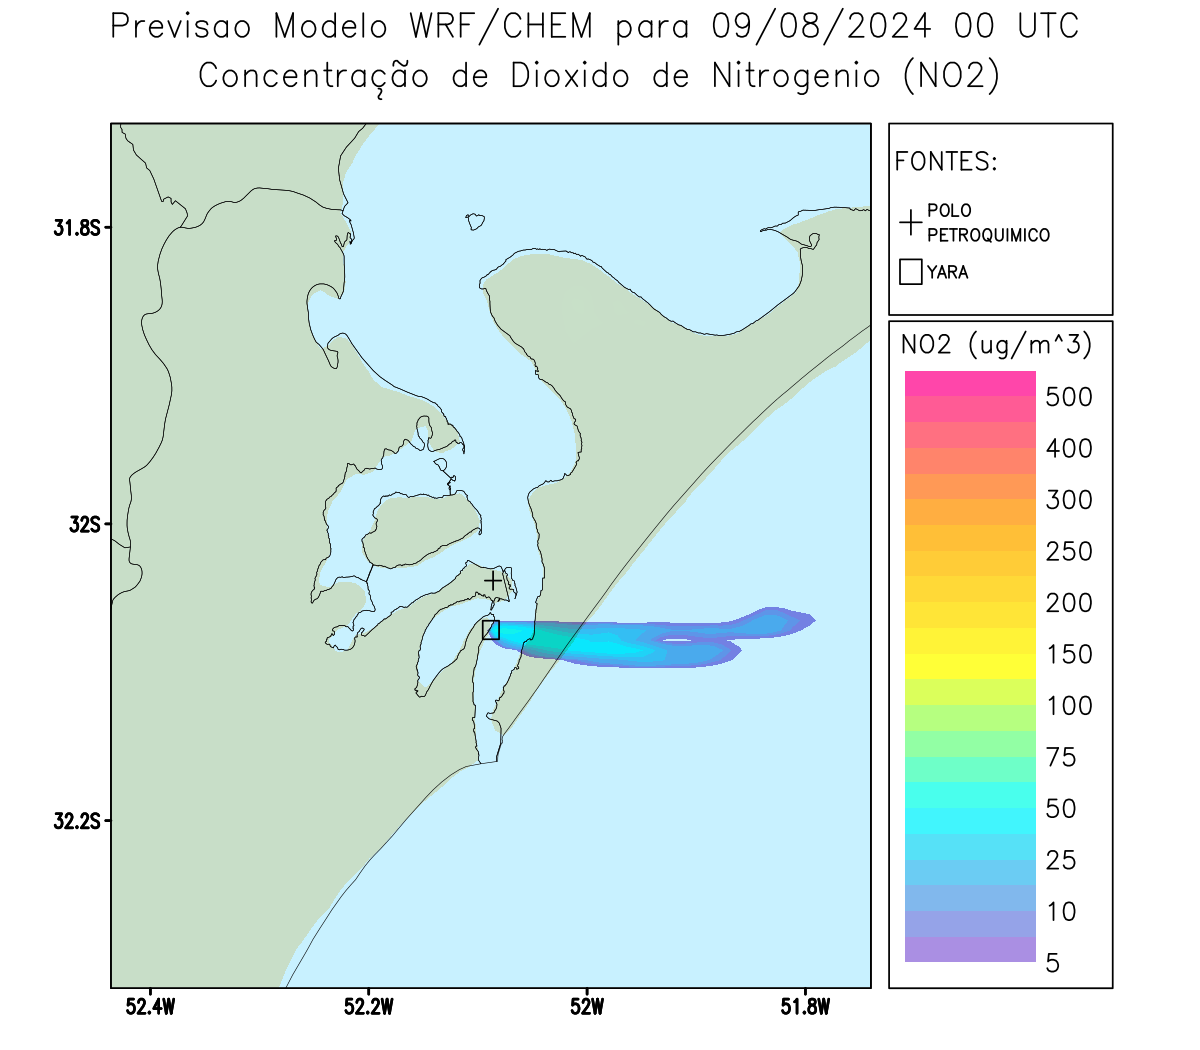 Previsao Modelo WRF/CHEM para 09/08/2024 00 UTC
Concentração de Dioxido de Nitrogenio (NO2)
FONTES:
POLO
PETROQUIMICO
YARA
NO2 (ug/m^3)
500
400
300
250
200
150
100
75
50
25
10
5
31.8S
32S
32.2S
52.4W
52.2W
52W
51.8W